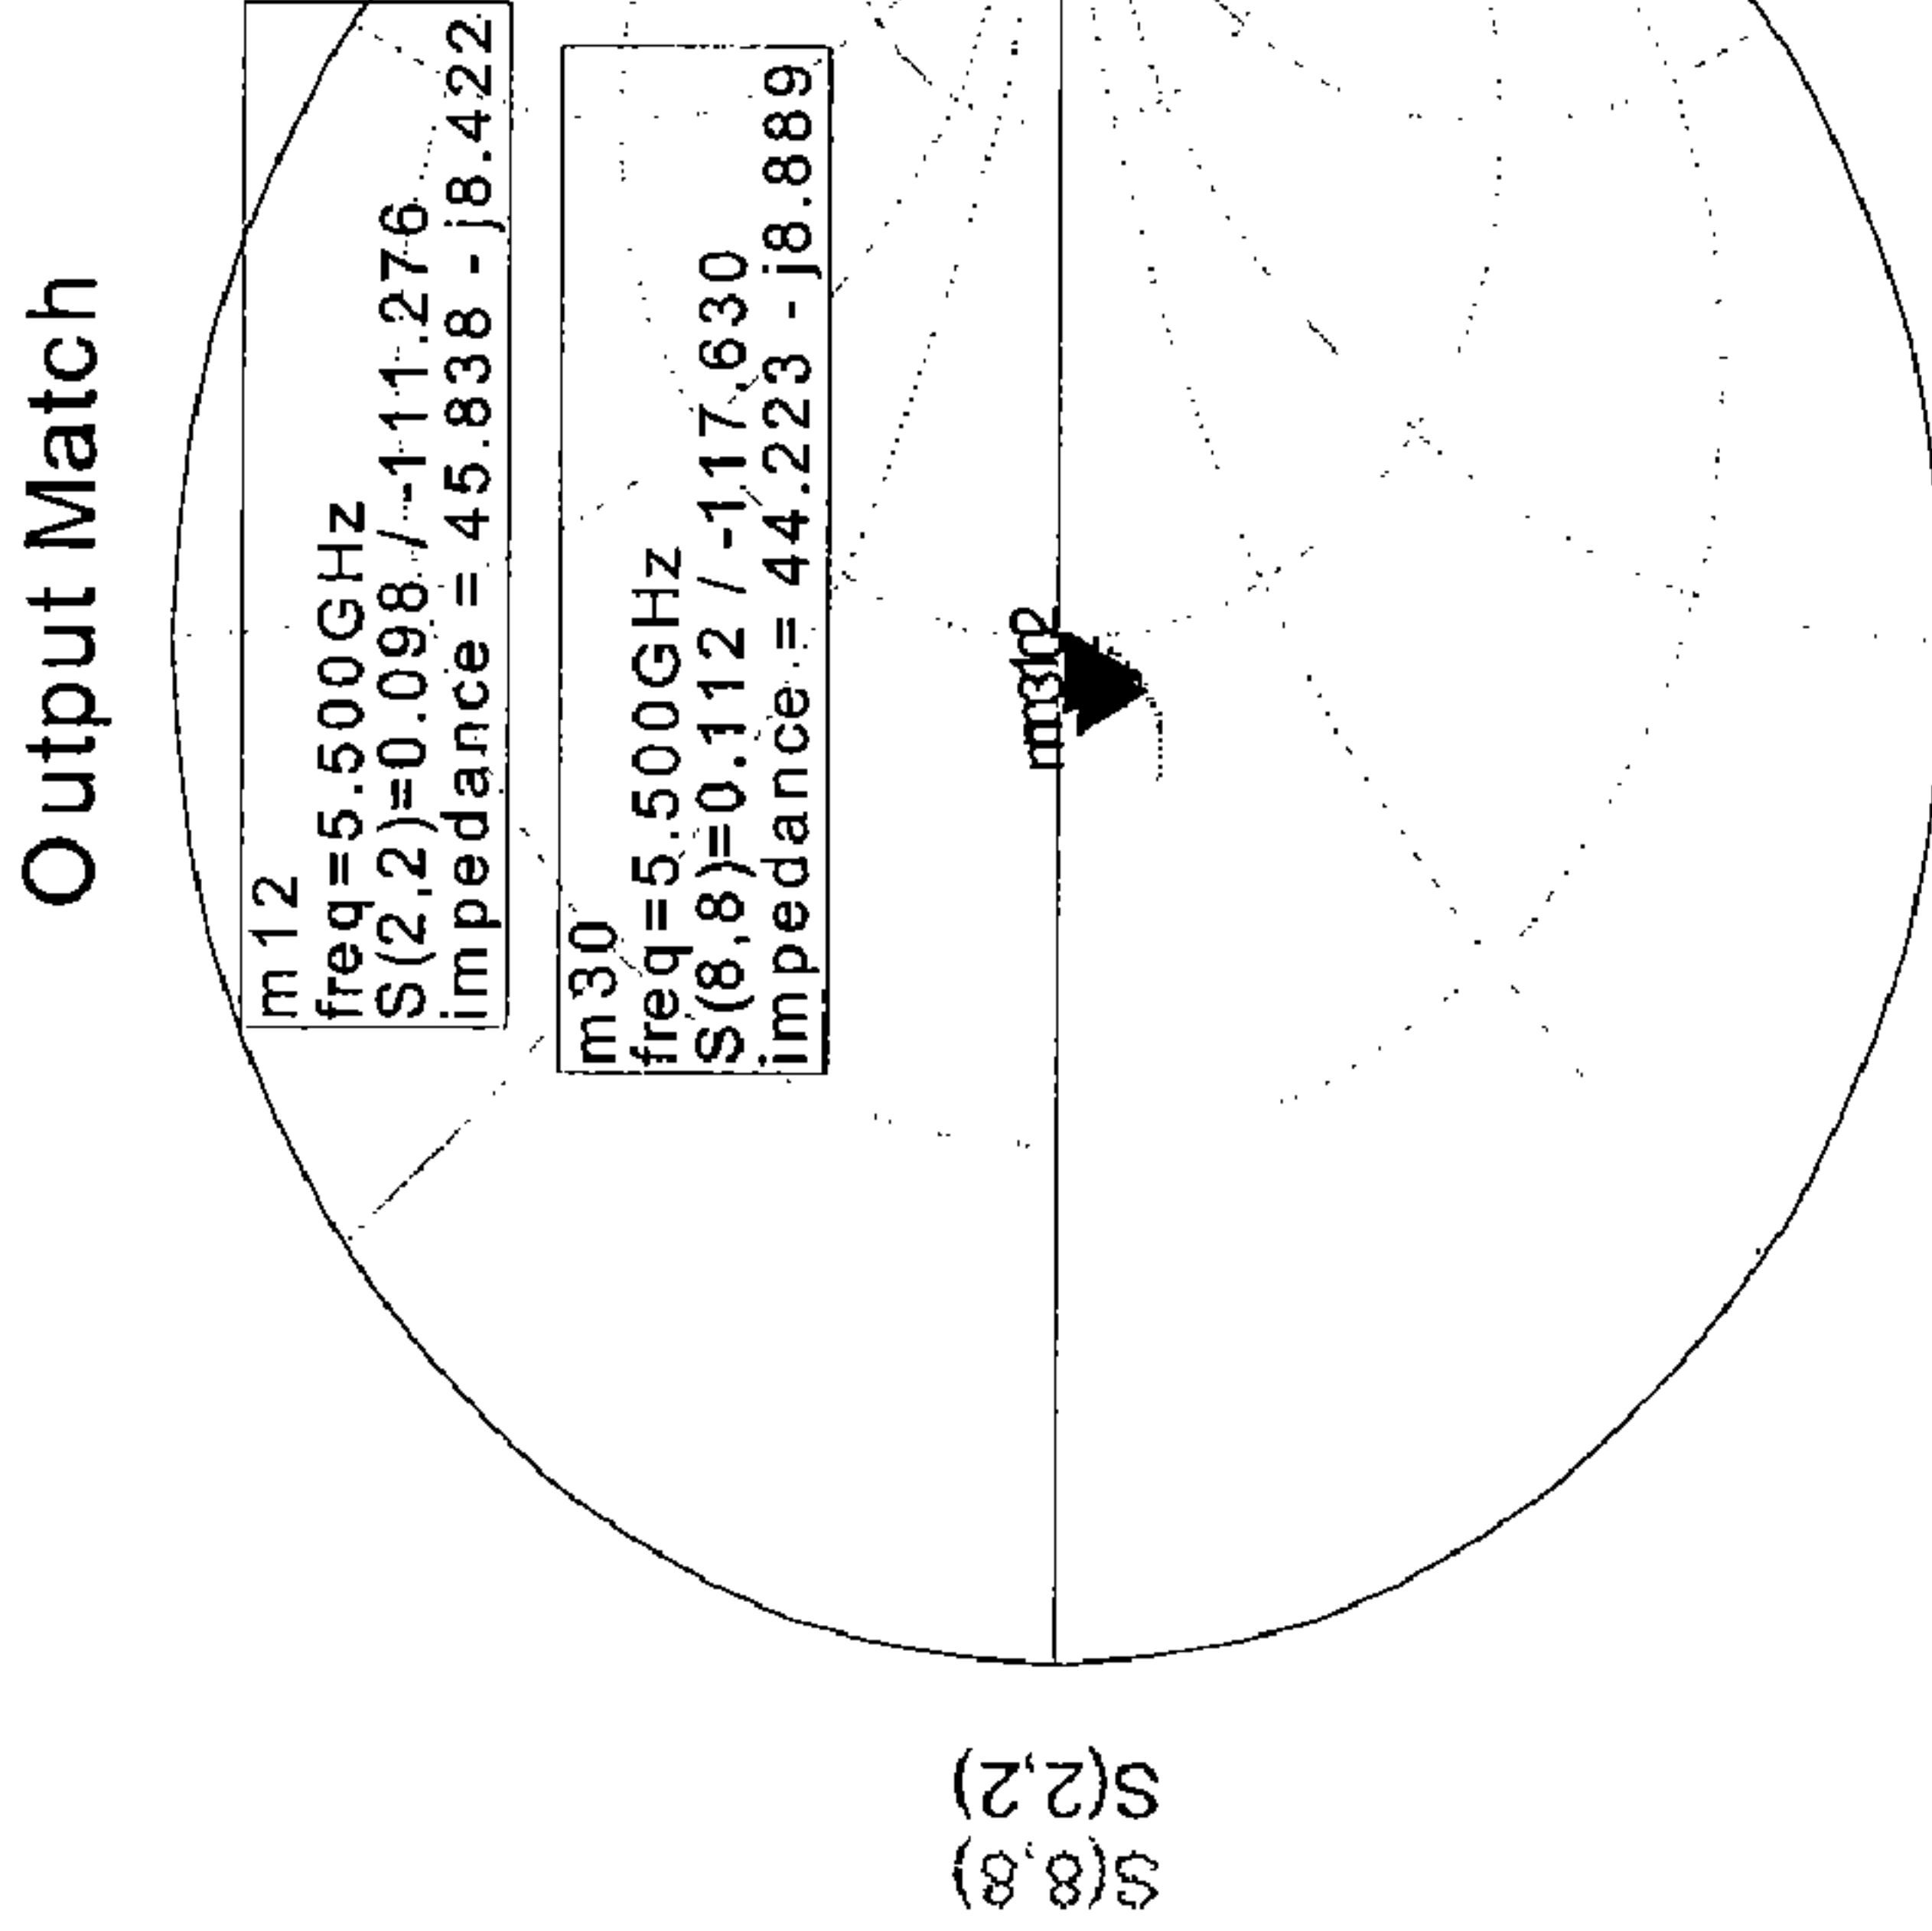 Output Match
m12
freq=5.500GHz
S(2,2)=0.098 / -111.276
impedance = 45.838 - j8.422
m30
freq=5.500GHz
S(8,8)=0.112 / -117.630
impedance = 44.223 - j8.889
S(8,8)
S(2,2)